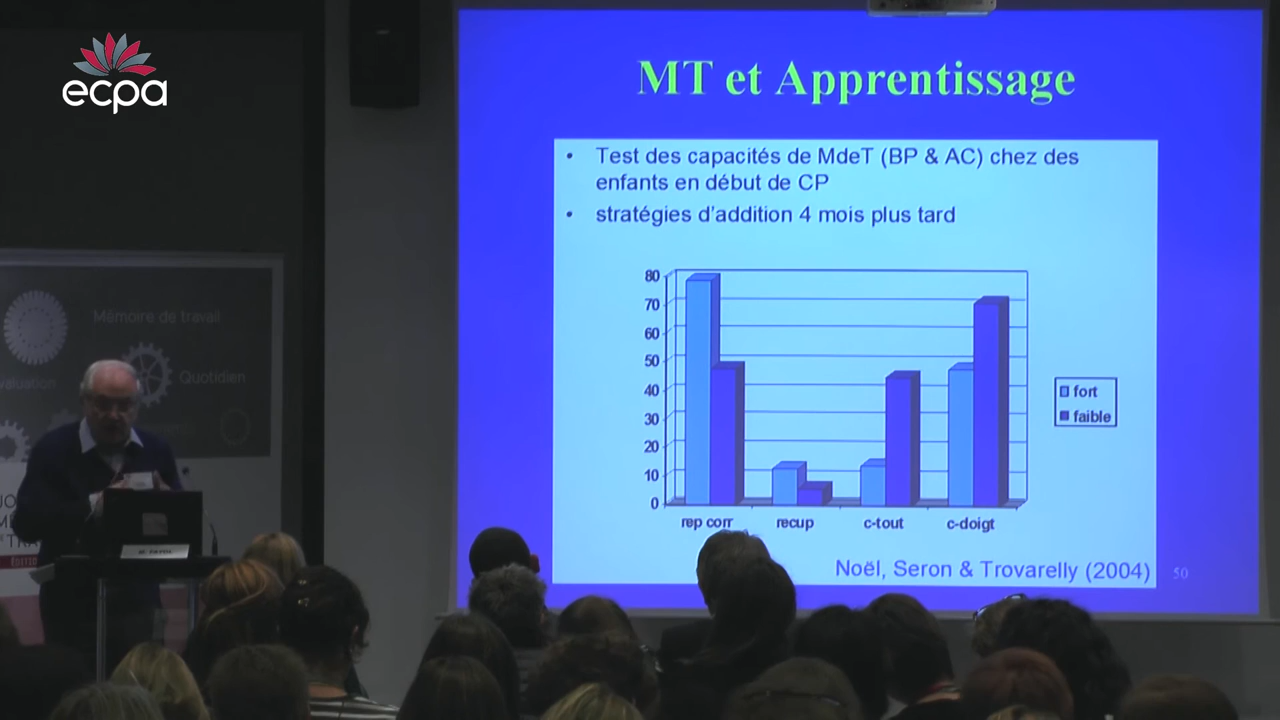 ecpa
MT et Apprentissage
• Test des capacités de MdeT (BP & AC) chez des
enfants en début de CP
• stratégies d'addition 4 mois plus tard
80
70
60
50
40
30
20
10
0
rep corr recup c-tout c-doigt
fort
faible
Noël, Seron & Trovarelly (2004)
50
Mémoire de travail
Quotidien